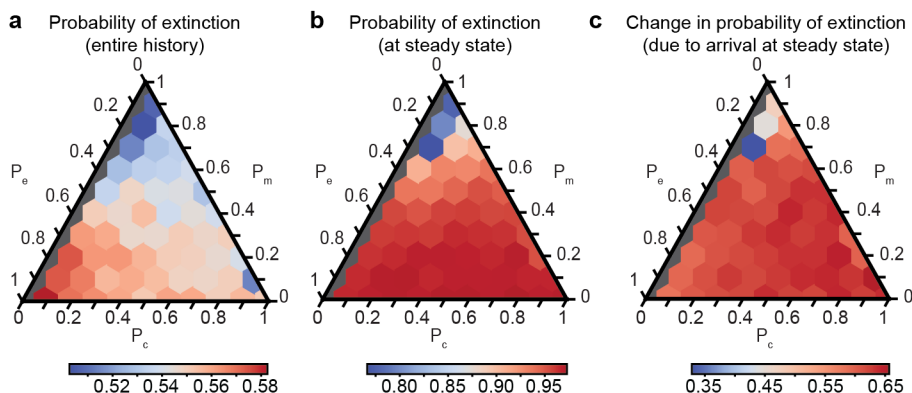 a Probability of extinction
(entire history)
0
1
0.2
0.8
0.4
0.6
Pe
Pm
0.6
0.4
0.8
0.2
1
0
0 0.2 0.4 0.6 0.8 1
Pc
0.52 0.54 0.56 0.58
b Probability of extinction
(at steady state)
0
1
0.2
0.8
0.4
0.6
Pe
Pm
0.6
0.4
0.8
0.2
1
0
0 0.2 0.4 0.6 0.8 1
Pc
0.80 0.85 0.90 0.95
c Change in probability of extinction
(due to arrival at steady state)
0
1
0.2
0.8
0.4
0.6
Pe
Pm
0.6
0.4
0.8
0.2
1
0
0 0.2 0.4 0.6 0.8 1
Pc
0.35 0.45 0.55 0.65